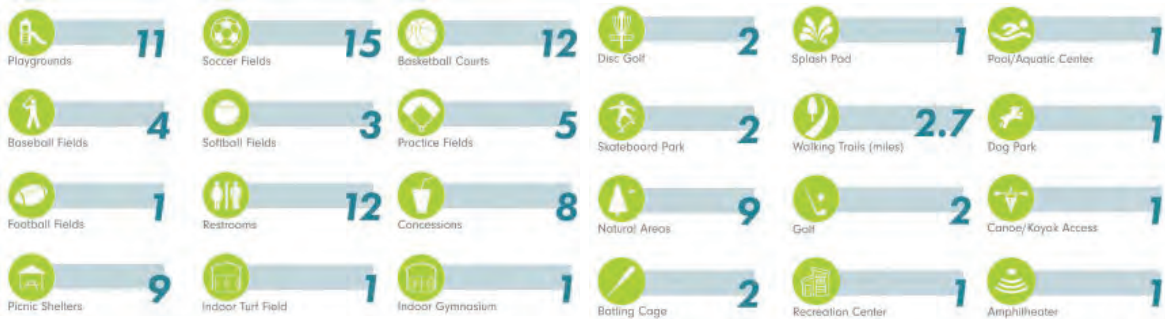 11
Playgrounds
15
Soccer Fields
12
Basketball Courts
2
Disc Golf
1
Splash Pad
1
Pool/Aquatic Center
4
Baseball Fields
3
Softball Fields
5
Practice Fields
2
Skateboard Park
2.7
Walking Trails (miles)
1
Dog Park
1
Football Fields
12
Restrooms
8
Concessions
9
Natural Areas
2
Golf
1
Canoe/Kayak Access
9
Picnic Shelters
1
Indoor Turf Field
1
Indoor Gymnasium
2
Batting Cage
1
Recreation Center
1
Amphitheater